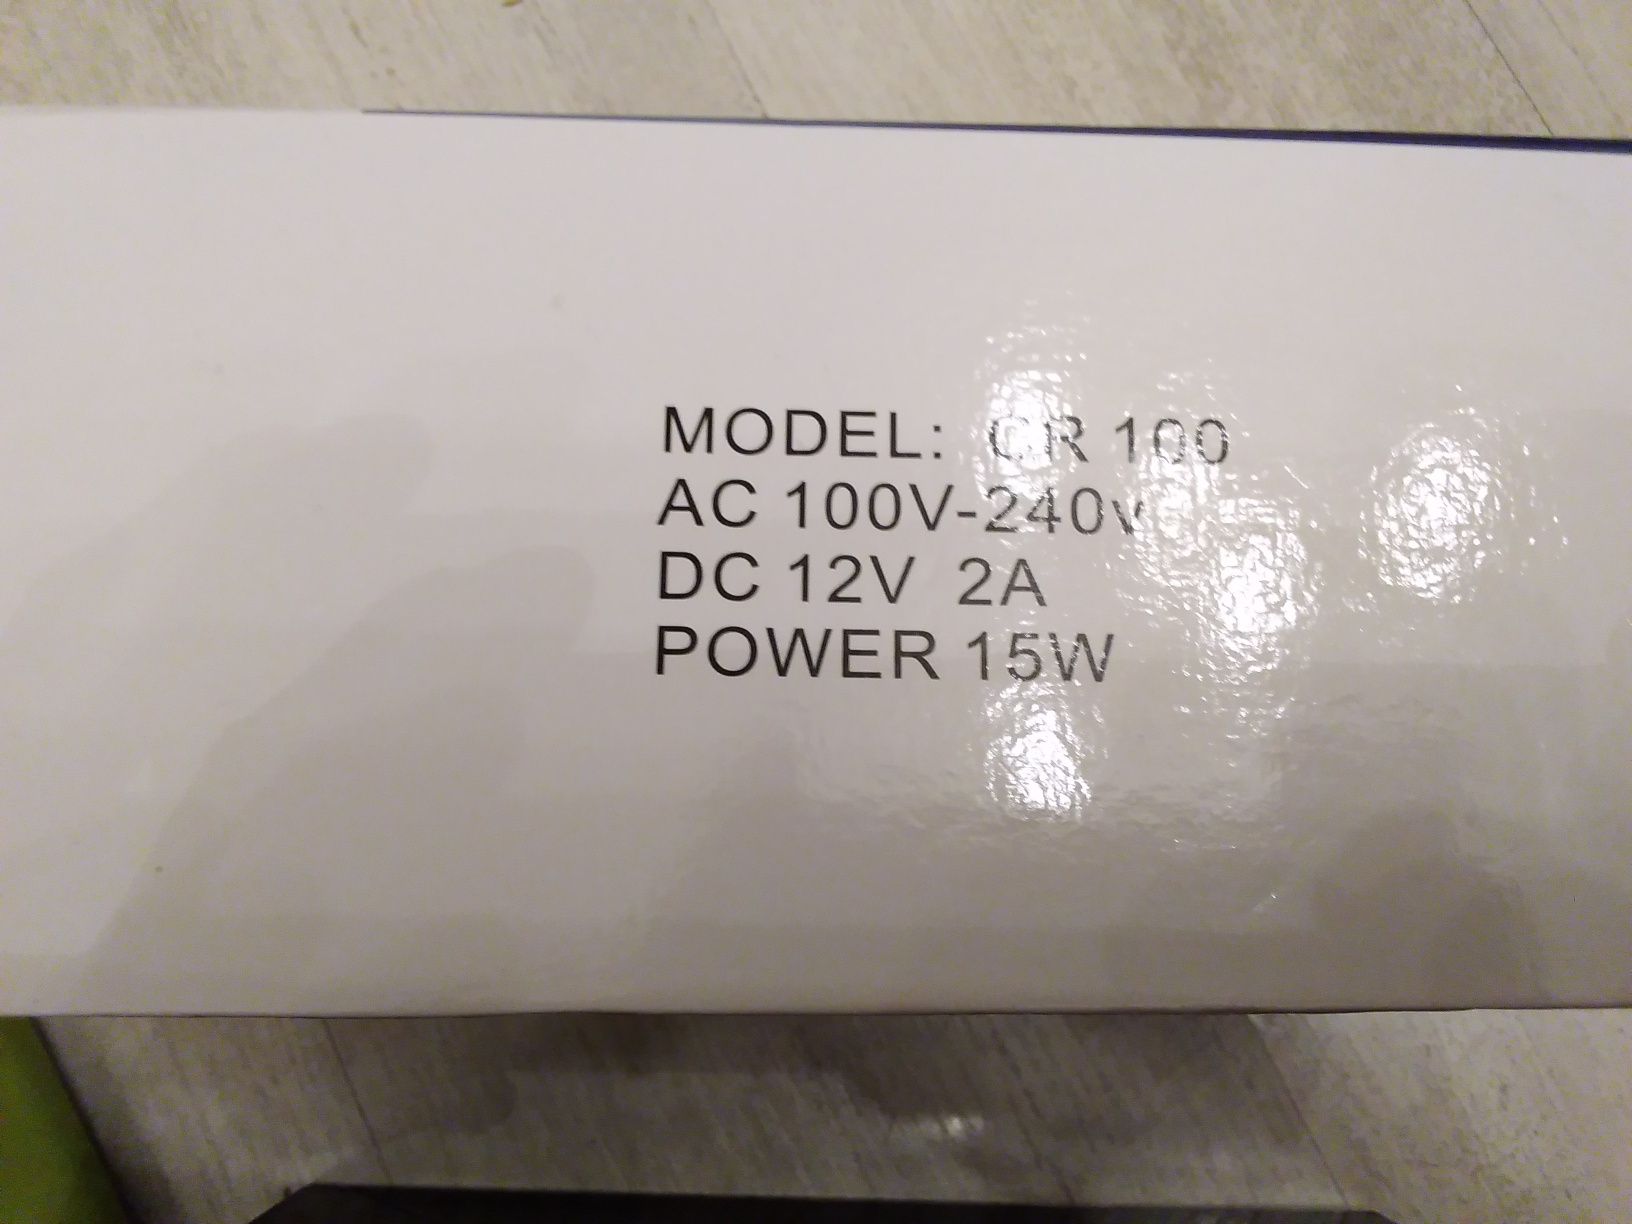 MODEL: CR 100
AC 100V-240v
DC 12V 2A
POWER 15W